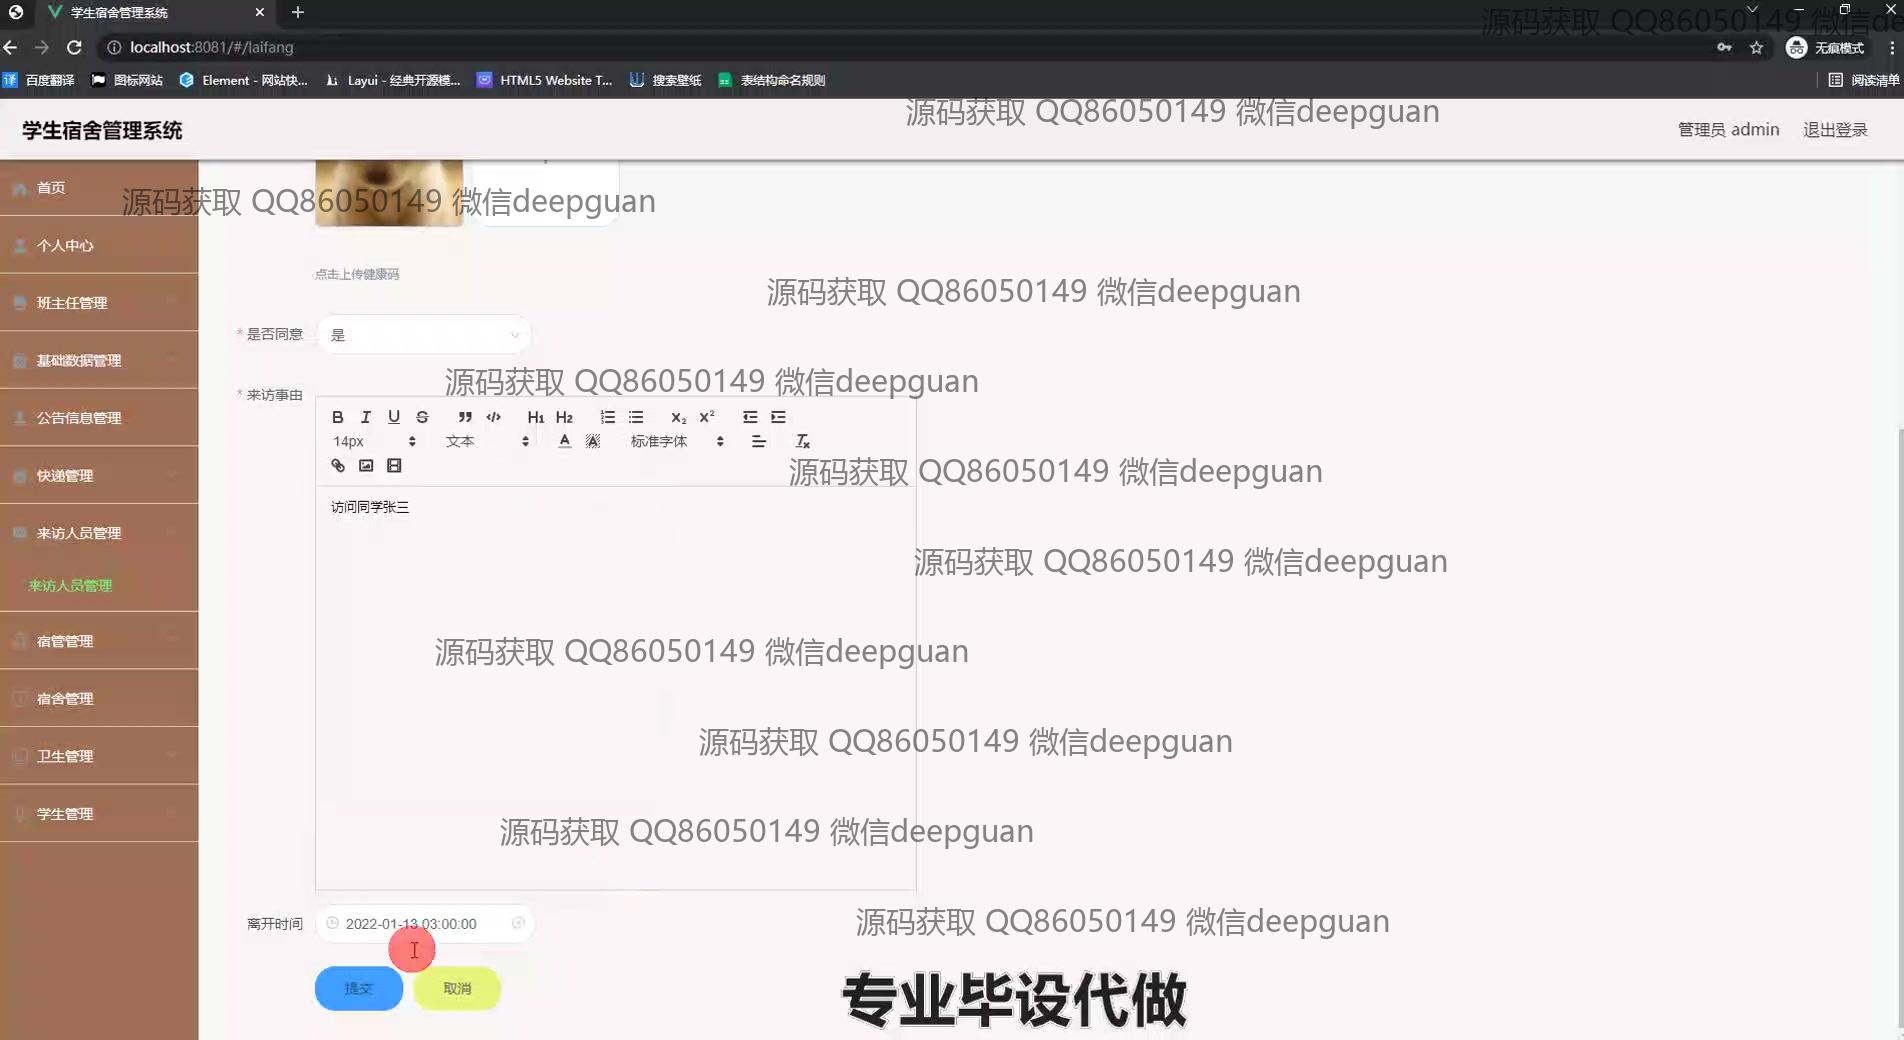 学生宿舍管理系统
源码获取 QQ86050149 微信de
localhost:8081/#/laifang
无痕模式
百度翻译
图标网站
Element - 网站快...
Layui - 经典开源模...
HTML5 Website T...
搜索壁纸
表结构命名规则
阅读清单
源码获取 QQ86050149 微信deepguan
学生宿舍管理系统
管理员 admin
退出登录
首页
源码获取 QQ86050149 微信deepguan
个人中心
点击上传健康码
源码获取 QQ86050149 微信deepguan
班主任管理
* 是否同意
是
基础数据管理
源码获取 QQ86050149 微信deepguan
* 来访事由
公告信息管理
B I U S H1 H2 X2 X2
14px 文本 A A 标准字体 Tx
源码获取 QQ86050149 微信deepguan
快递管理
访问同学张三
来访人员管理
源码获取 QQ86050149 微信deepguan
来访人员管理
宿管管理
源码获取 QQ86050149 微信deepguan
宿舍管理
源码获取 QQ86050149 微信deepguan
卫生管理
学生管理
源码获取 QQ86050149 微信deepguan
离开时间
2022-01-13 03:00:00
源码获取 QQ86050149 微信deepguan
提交
取消
专业毕设代做